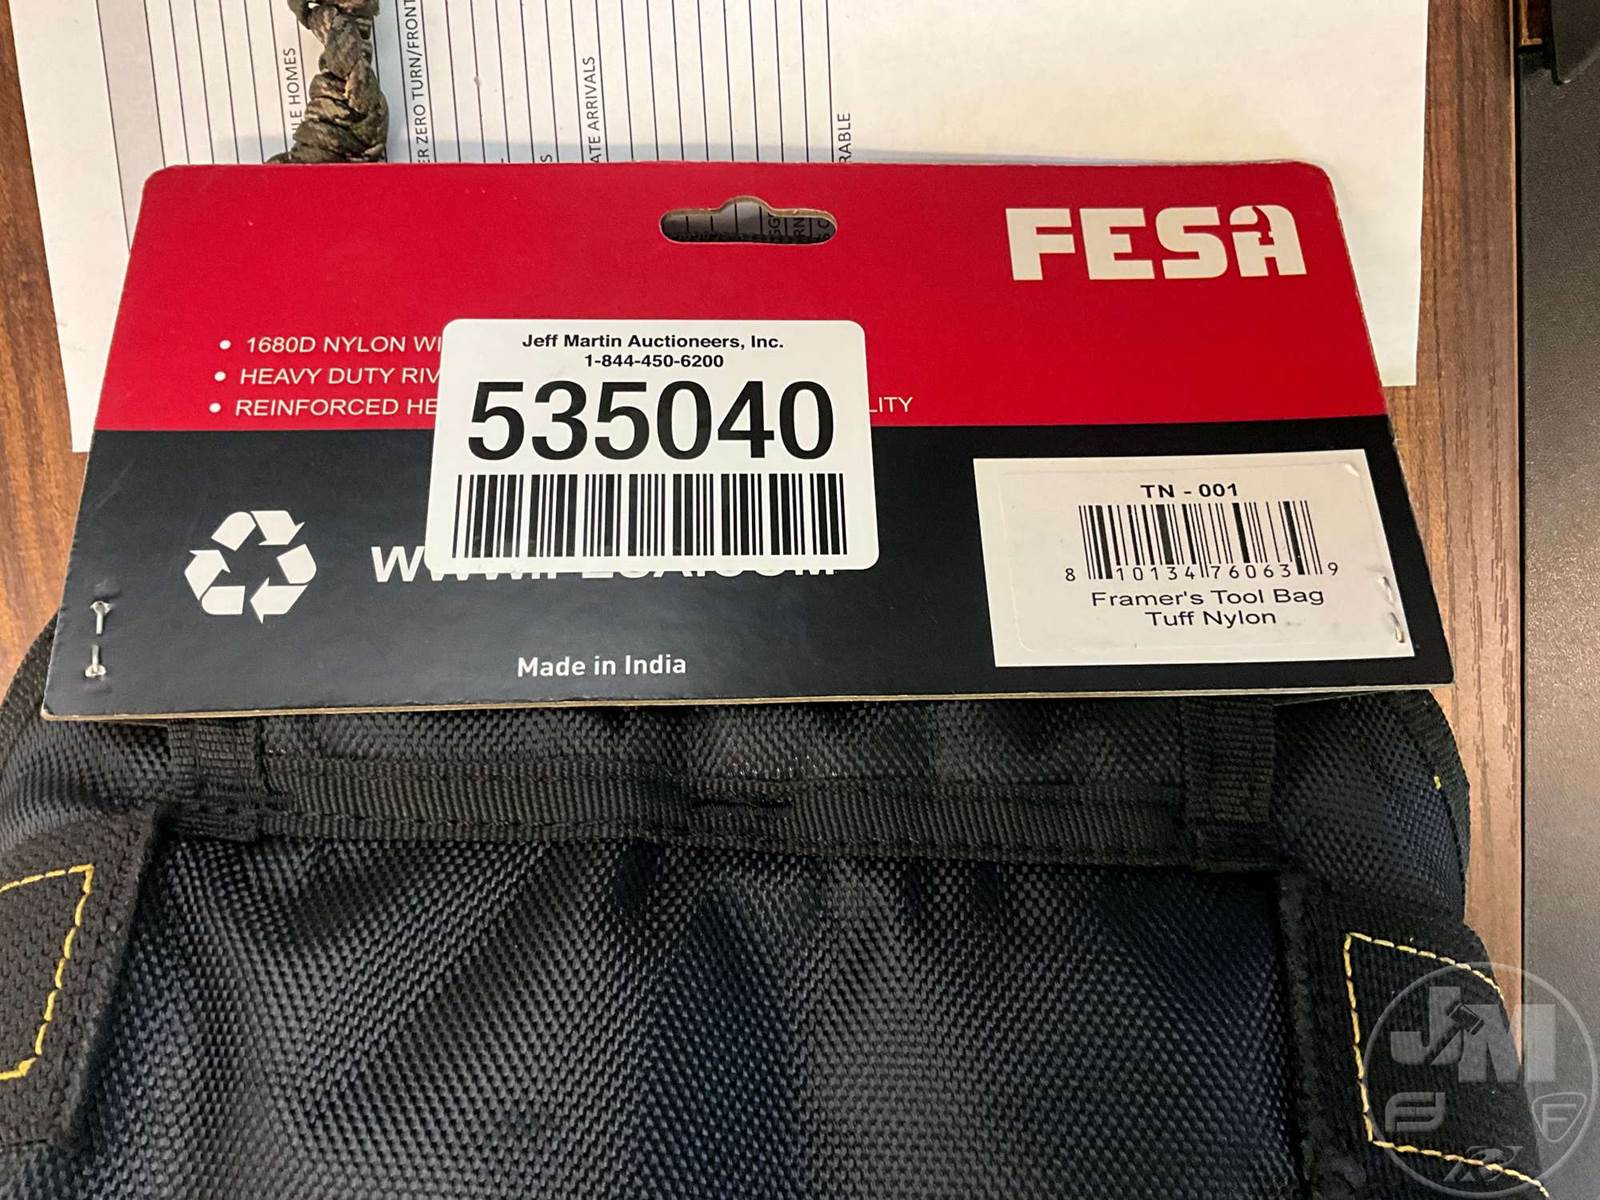 ER ZERO TURN/FRONT
ATE ARRIVALS
RABLE
FESA
• 1680D NYLON WI
• HEAVY DUTY RIV
• REINFORCED HE
LITY
Jeff Martin Auctioneers, Inc.
1-844-450-6200
535040
TN - 001
8 10134 76063 9
Framer's Tool Bag
Tuff Nylon
Made in India
JM